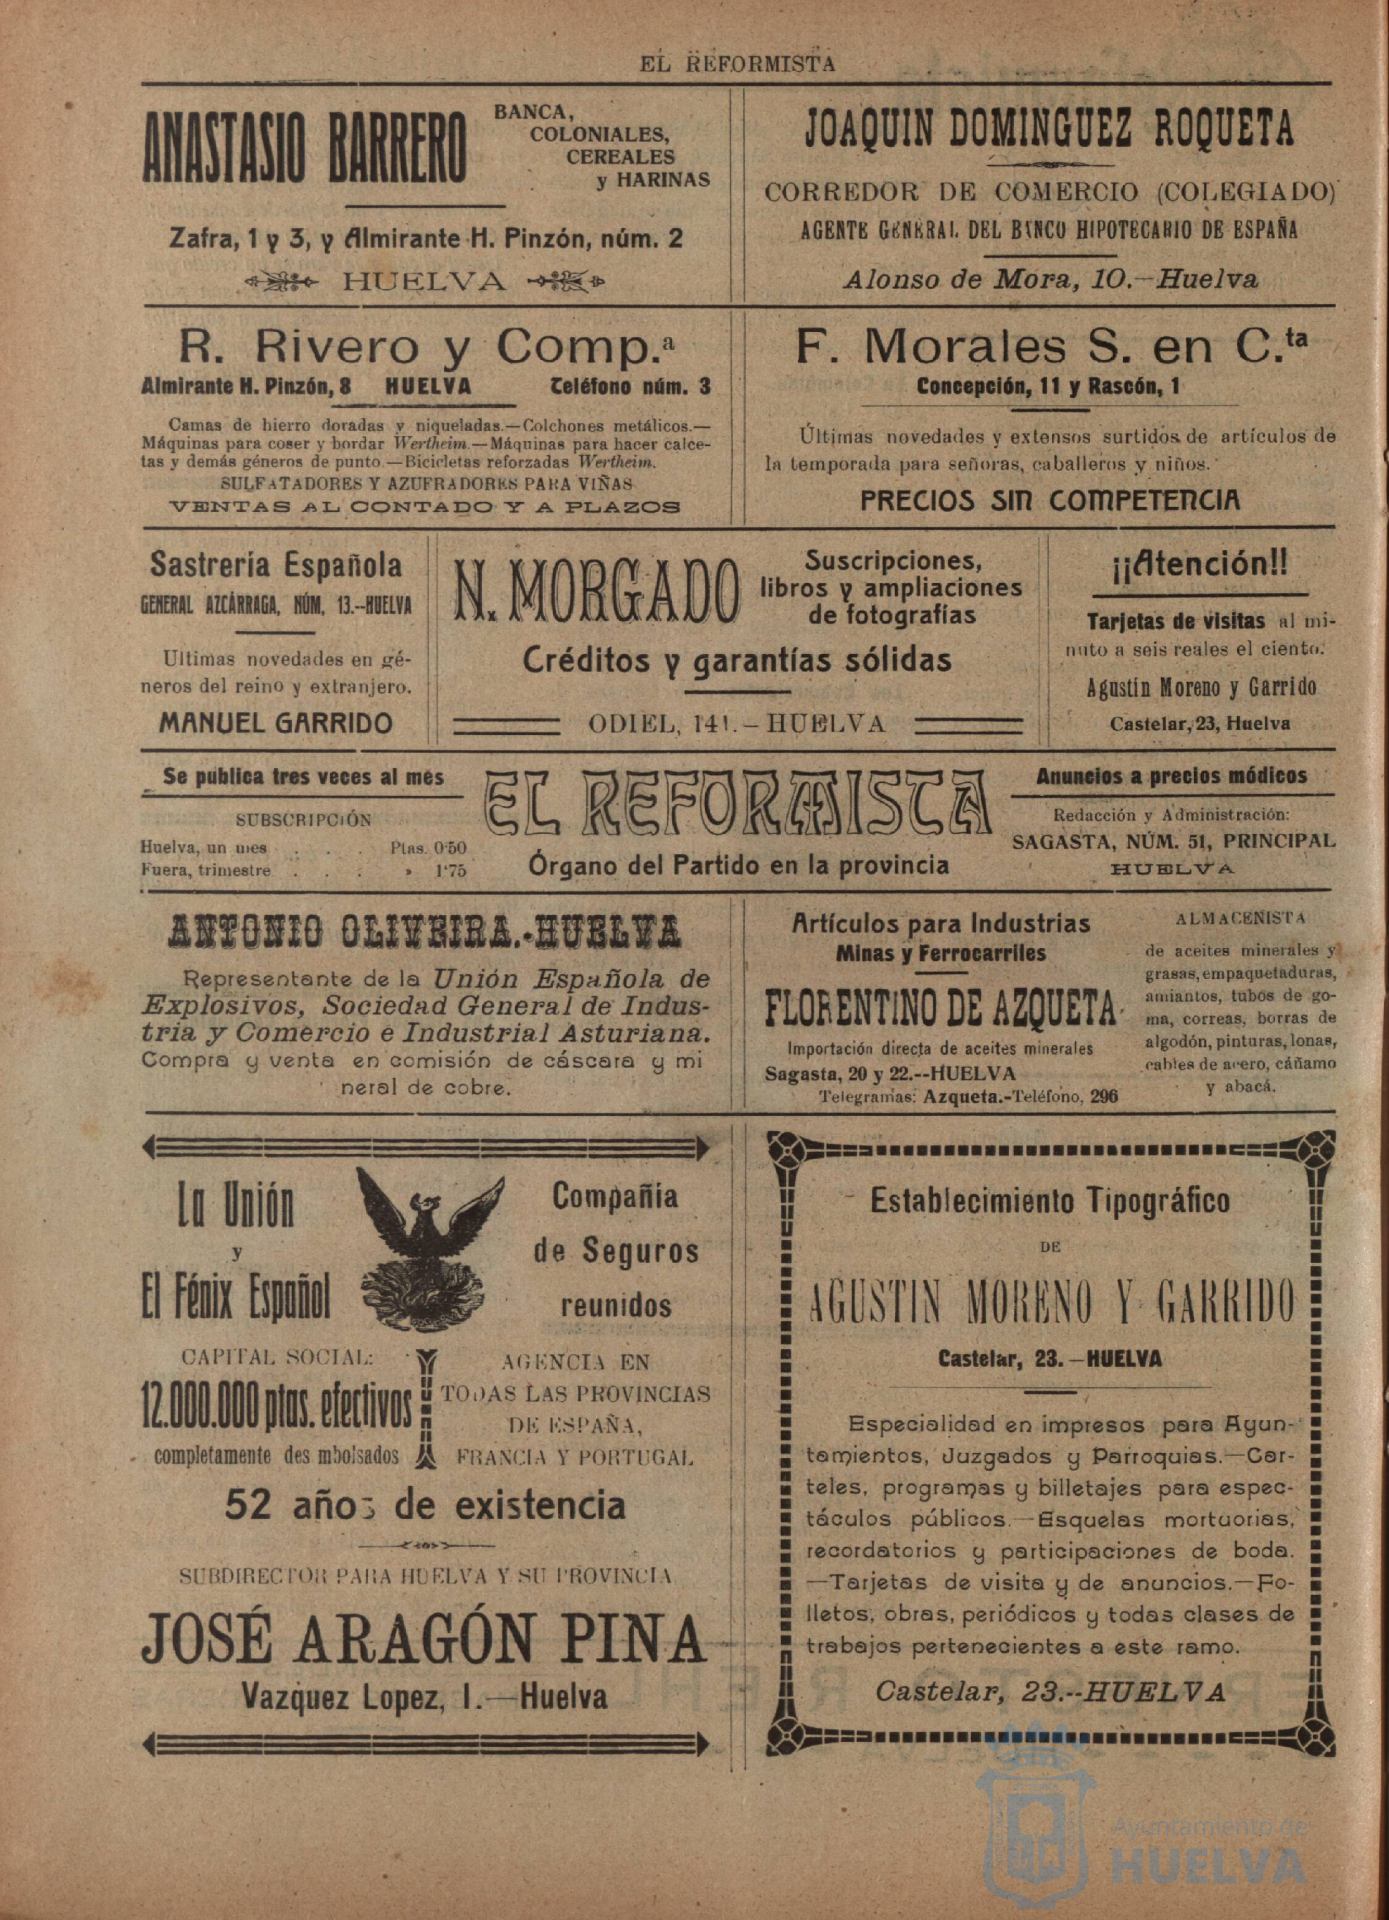 EL REFORMISTA
ANASTASIO BARRERO
BANCA,
COLONIALES,
CEREALES
y HARINAS
Zafra, 1 y 3, y Almirante H. Pinzón, núm. 2
HUELVA
JOAQUIN DOMINGUEZ ROQUETA
CORREDOR DE COMERCIO (COLEGIADO)
AGENTE GENERAL DEL BANCO HIPOTECARIO DE ESPAÑA
Alonso de Mora, 10.—Huelva
R. Rivero y Comp.ª
Almirante H. Pinzón, 8 HUELVA Teléfono núm. 3
Camas de hierro doradas y niqueladas.—Colchones metálicos.—
Máquinas para coser y bordar Wertheim.—Máquinas para hacer calce-
tas y demás géneros de punto.—Bicicletas reforzadas Wertheim.
SULFATADORES Y AZUFRADORES PARA VIÑAS
VENTAS AL CONTADO Y A PLAZOS
F. Morales S. en C.ta
Concepción, 11 y Rascón, 1
Últimas novedades y extensos surtidos de artículos de
la temporada para señoras, caballeros y niños.
PRECIOS SIN COMPETENCIA
Sastrería Española
GENERAL AZCÁRRAGA, NÚM, 13.--HUELVA
Ultimas novedades en gé-
neros del reino y extranjero.
MANUEL GARRIDO
N. MORGADO
Suscripciones,
libros y ampliaciones
de fotografías
Créditos y garantías sólidas
ODIEL, 141.—HUELVA
¡¡Atención!!
Tarjetas de visitas al mi-
nuto a seis reales el ciento.
Agustin Moreno y Garrido
Castelar, 23, Huelva
Se publica tres veces al mes
SUBSCRIPCIÓN
Huelva, un mes . . . Ptas. 0'50
Fuera, trimestre . . . » 1'75
EL REFORMISTA
Órgano del Partido en la provincia
Anuncios a precios módicos
Redacción y Administración:
SAGASTA, NÚM. 51, PRINCIPAL
HUELVA
ANTONIO OLIVEIRA.-HUELVA
Representante de la Unión Española de
Explosivos, Sociedad General de Indus-
tria y Comercio e Industrial Asturiana.
Compra y venta en comisión de cáscara y mi
neral de cobre.
Artículos para Industrias
Minas y Ferrocarriles
FLORENTINO DE AZQUETA
Importación directa de aceites minerales
Sagasta, 20 y 22.--HUELVA
Telegramas: Azqueta.-Teléfono, 296
ALMACENISTA
de aceites minerales y
grasas, empaquetaduras,
amiantos, tubos de go-
ma, correas, borras de
algodón, pinturas, lonas,
cables de acero, cáñamo
y abacá.
La Unión
y
El Fénix Español
Compañía
de Seguros
reunidos
CAPITAL SOCIAL:
12.000.000 ptas. efectivos
completamente des mbolsados
AGENCIA EN
TODAS LAS PROVINCIAS
DE ESPAÑA,
FRANCIA Y PORTUGAL
52 años de existencia
SUBDIRECTOR PARA HUELVA Y SU PROVINCIA
JOSÉ ARAGÓN PINA
Vazquez Lopez, 1.—Huelva
Establecimiento Tipográfico
DE
AGUSTIN MORENO Y GARRIDO
Castelar, 23.—HUELVA
Especialidad en impresos para Ayun-
tamientos, Juzgados y Parroquias.—Car-
teles, programas y billetajes para espec-
táculos públicos.—Esquelas mortuorias,
recordatorios y participaciones de boda.
—Tarjetas de visita y de anuncios.—Fo-
lletos, obras, periódicos y todas clases de
trabajos pertenecientes a este ramo.
Castelar, 23.--HUELVA
Ayuntamiento de
HUELVA